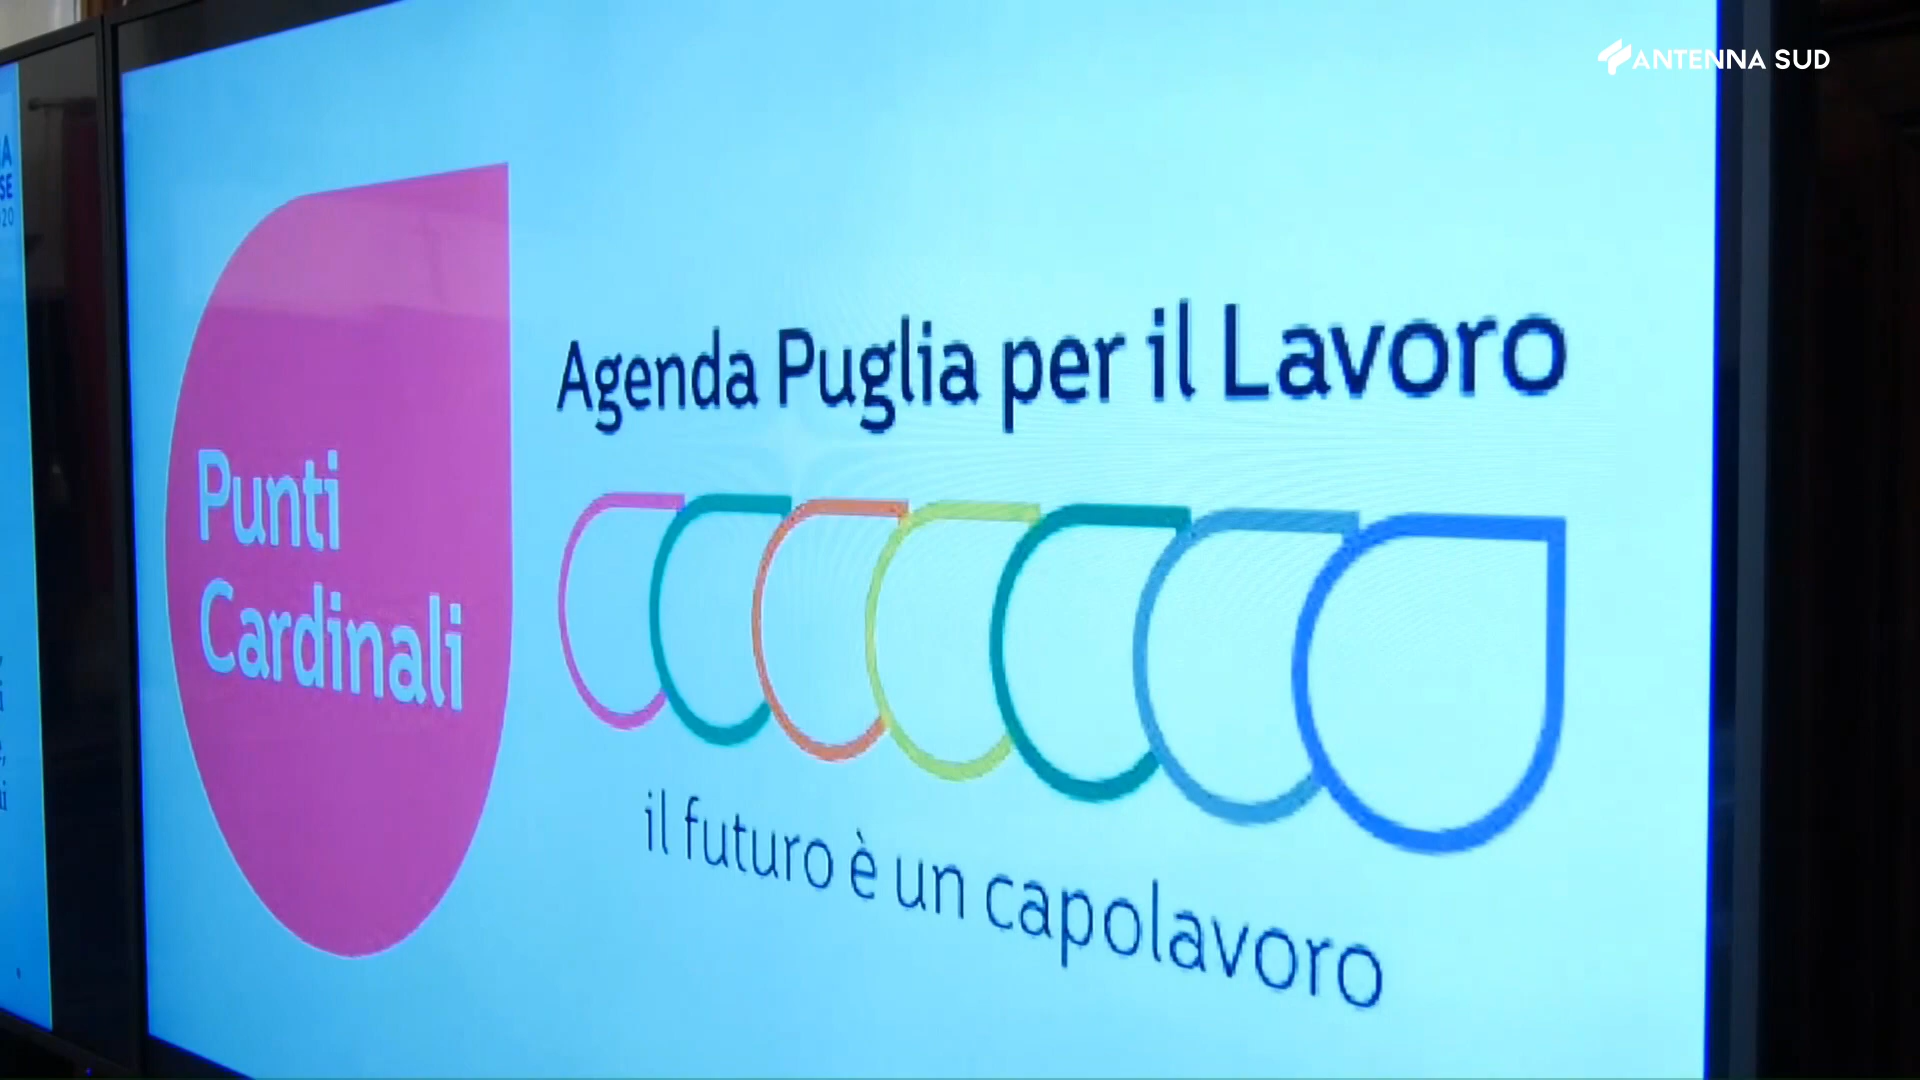 ANTENNA SUD
Agenda Puglia per il Lavoro
Punti
Cardinali
il futuro è un capolavoro